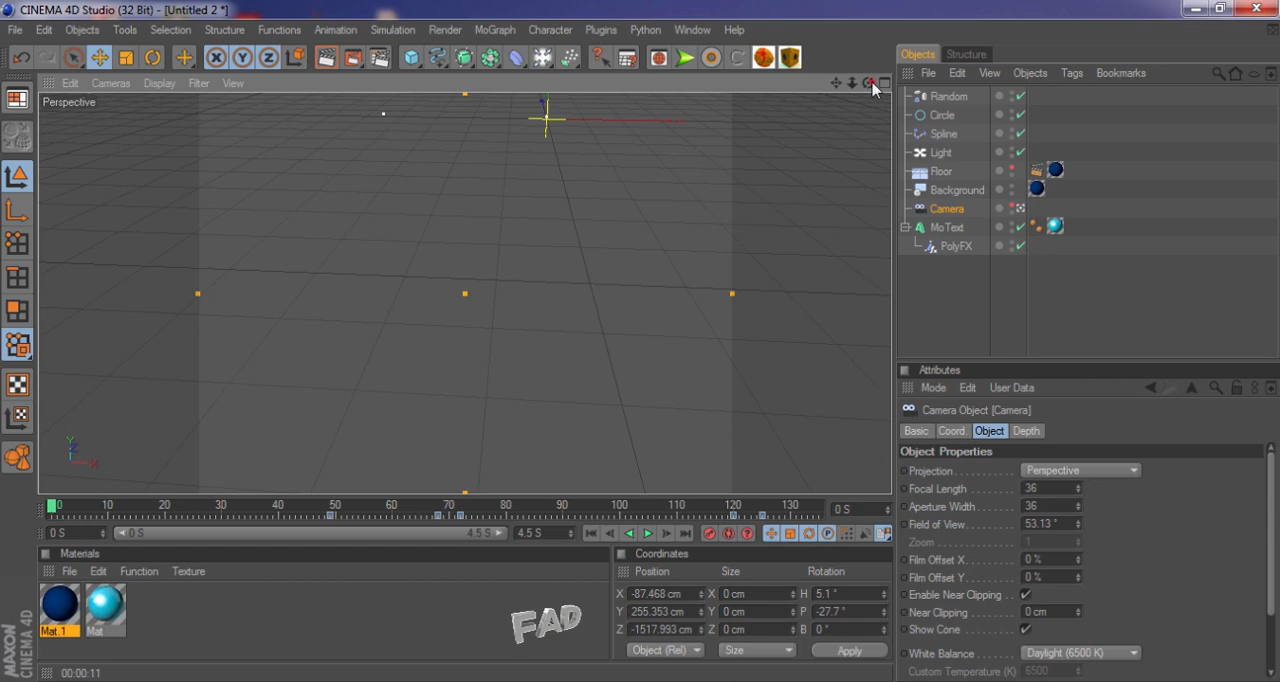 CINEMA 4D Studio (32 Bit) - [Untitled 2 *]
File Edit Objects Tools Selection Structure Functions Animation Simulation Render MoGraph Character Plugins Python Window Help
Edit Cameras Display Filter View
Perspective
Objects Structure
File Edit View Objects Tags Bookmarks
Random
Circle
Spline
Light
Floor
Background
Camera
MoText
PolyFX
Attributes
Mode Edit User Data
Camera Object [Camera]
Basic Coord. Object Depth
Object Properties
Projection Perspective
Focal Length 36
Aperture Width 36
Field of View 53.13 °
Zoom 1
Film Offset X 0 %
Film Offset Y 0 %
Enable Near Clipping
Near Clipping 0 cm
Show Cone
White Balance Daylight (6500 K)
Custom Temperature (K) 6500
Y
Z
X
0 10 20 30 40 50 60 70 80 90 100 110 120 130 0 S
0 S 0 S 4.5 S 4.5 S
Materials
File Edit Function Texture
Mat.1 Mat
Coordinates
Position Size Rotation
X -87.468 cm X 0 cm H 5.1 °
Y 255.353 cm Y 0 cm P -27.7 °
Z -1517.993 cm Z 0 cm B 0 °
Object (Rel) Size Apply
FAD
MAXON
CINEMA 4D
00:00:11